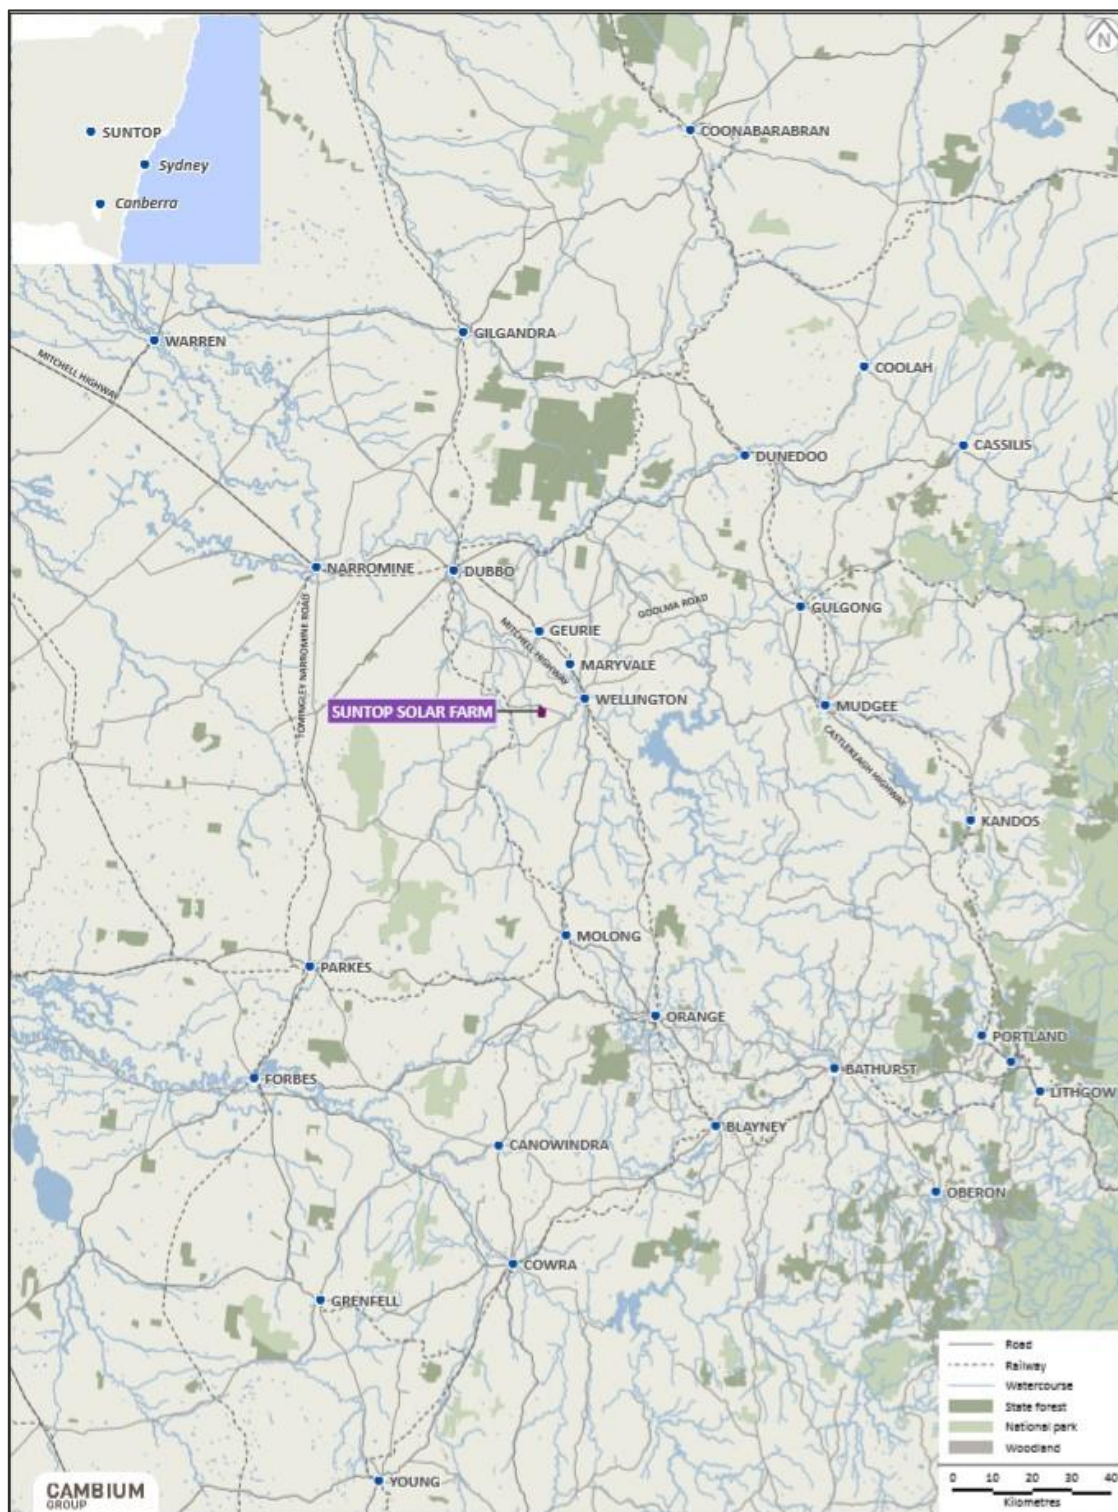 N
SUNTOP
Sydney
Canberra
COONABARABRAN
WARREN
GILGANDRA
MITCHELL HIGHWAY
COOLAH
CASSILIS
DUNEDOO
NARROMINE
DUBBO
GOOLMA ROAD
GULGONG
GEURIE
MITCHELL HIGHWAY
TOMINGLEY NARROMINE ROAD
MARYVALE
WELLINGTON
SUNTOP SOLAR FARM
MUDGEE
CASTLEREAGH HIGHWAY
KANDOS
MOLONG
PARKES
ORANGE
PORTLAND
BATHURST
FORBES
LITHGOW
BLAYNEY
CANOWINDRA
OBERON
COWRA
GRENFELL
Road
Railway
Watercourse
State forest
National park
Woodland
0 10 20 30 40
Kilometres
YOUNG
CAMBIUM
GROUP